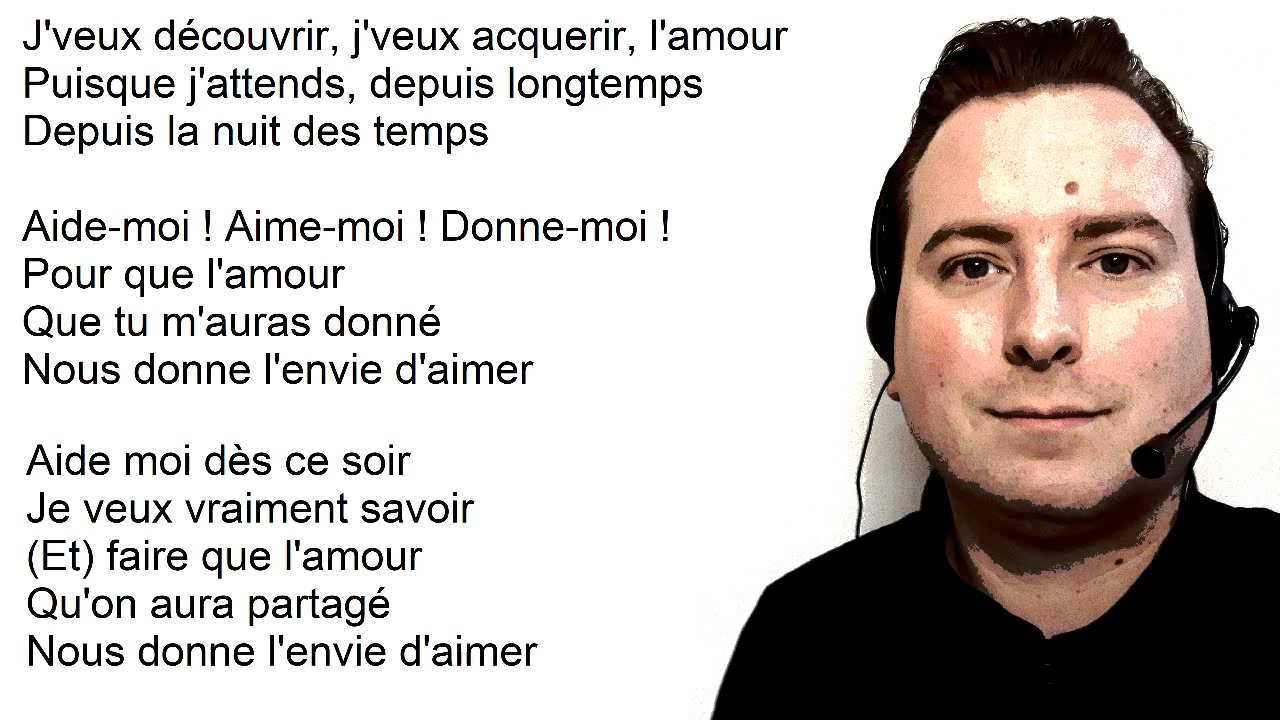 J'veux découvrir, j'veux acquerir, l'amour
Puisque j'attends, depuis longtemps
Depuis la nuit des temps
Aide-moi ! Aime-moi ! Donne-moi !
Pour que l'amour
Que tu m'auras donné
Nous donne l'envie d'aimer
Aide moi dès ce soir
Je veux vraiment savoir
(Et) faire que l'amour
Qu'on aura partagé
Nous donne l'envie d'aimer